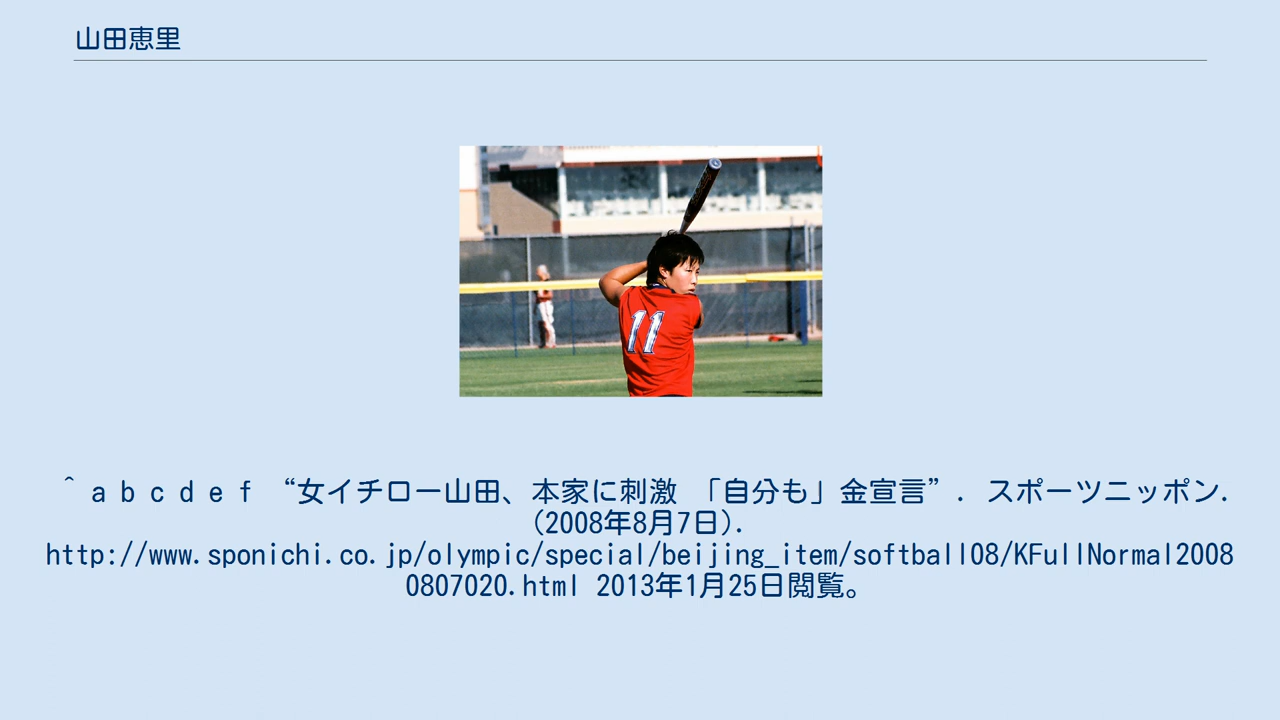 山田恵里
11
^ a b c d e f “女イチロー山田、本家に刺激 「自分も」金宣言”. スポーツニッポン.
(2008年8月7日).
http://www.sponichi.co.jp/olympic/special/beijing_item/softball08/KFullNormal2008
0807020.html 2013年1月25日閲覧。